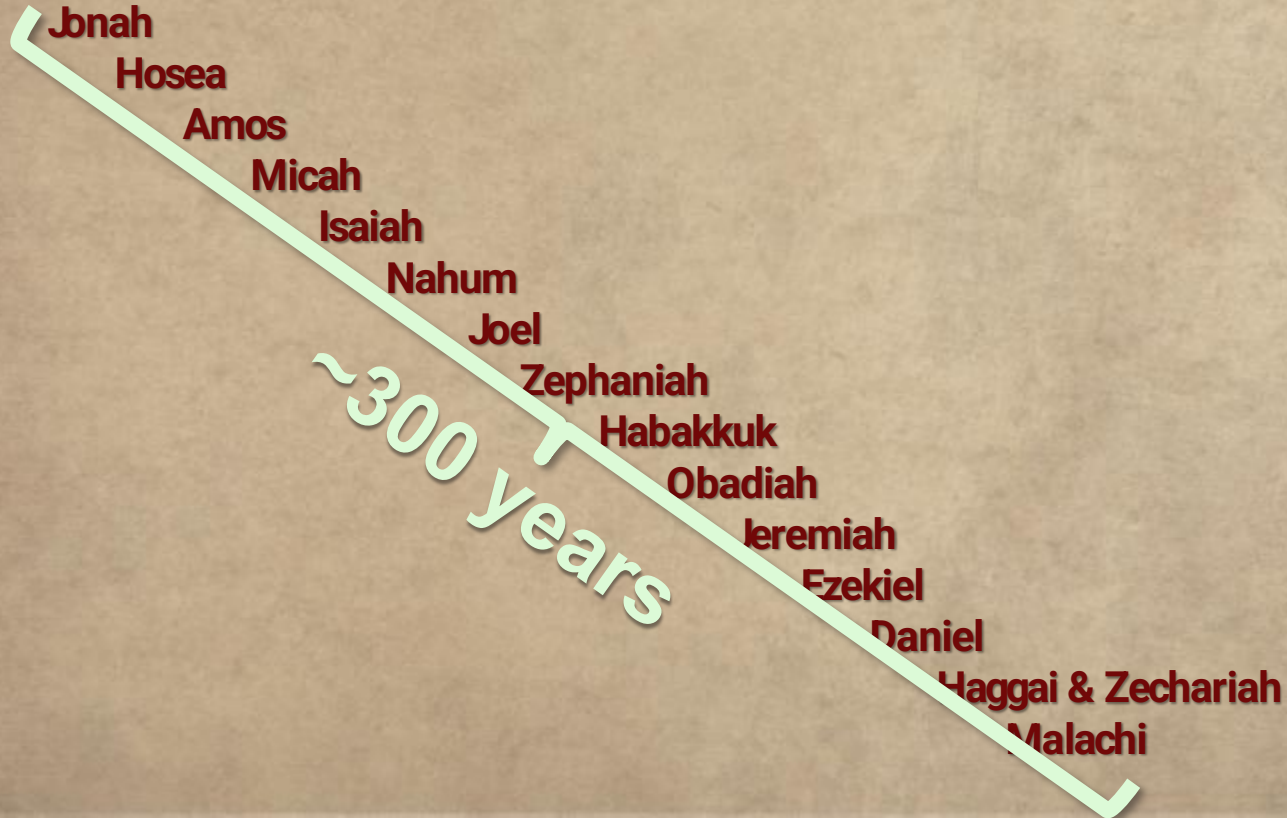 Jonah
Hosea
Amos
Micah
Isaiah
Nahum
Joel
Zephaniah
Habakkuk
Obadiah
Jeremiah
Ezekiel
Daniel
Haggai & Zechariah
Malachi
~300 years